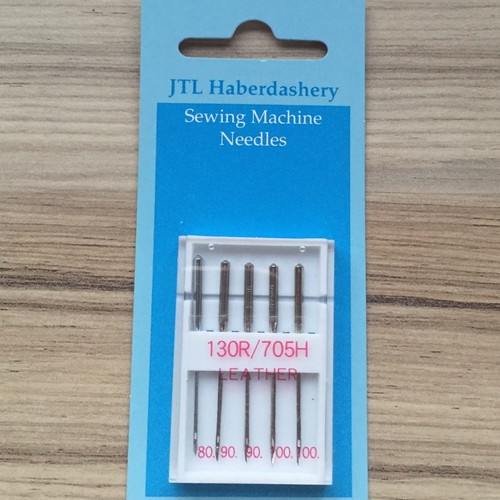 JTL Haberdashery
Sewing Machine
Needles
130R/705H
LEATHER
80. 90. 90. 100. 100.